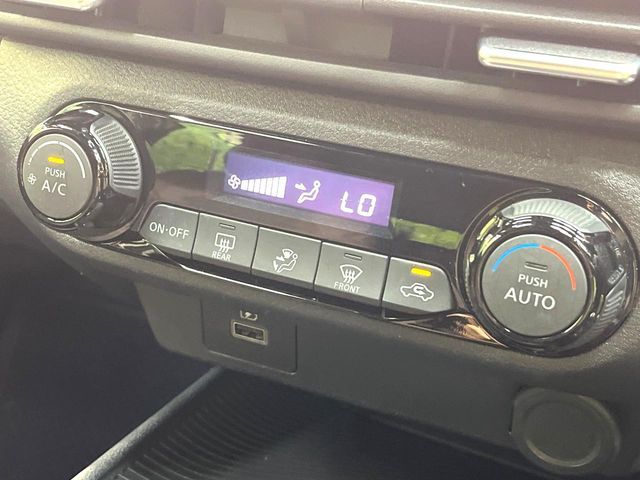 PUSH
A/C
LO
ON·OFF
REAR
FRONT
PUSH
AUTO